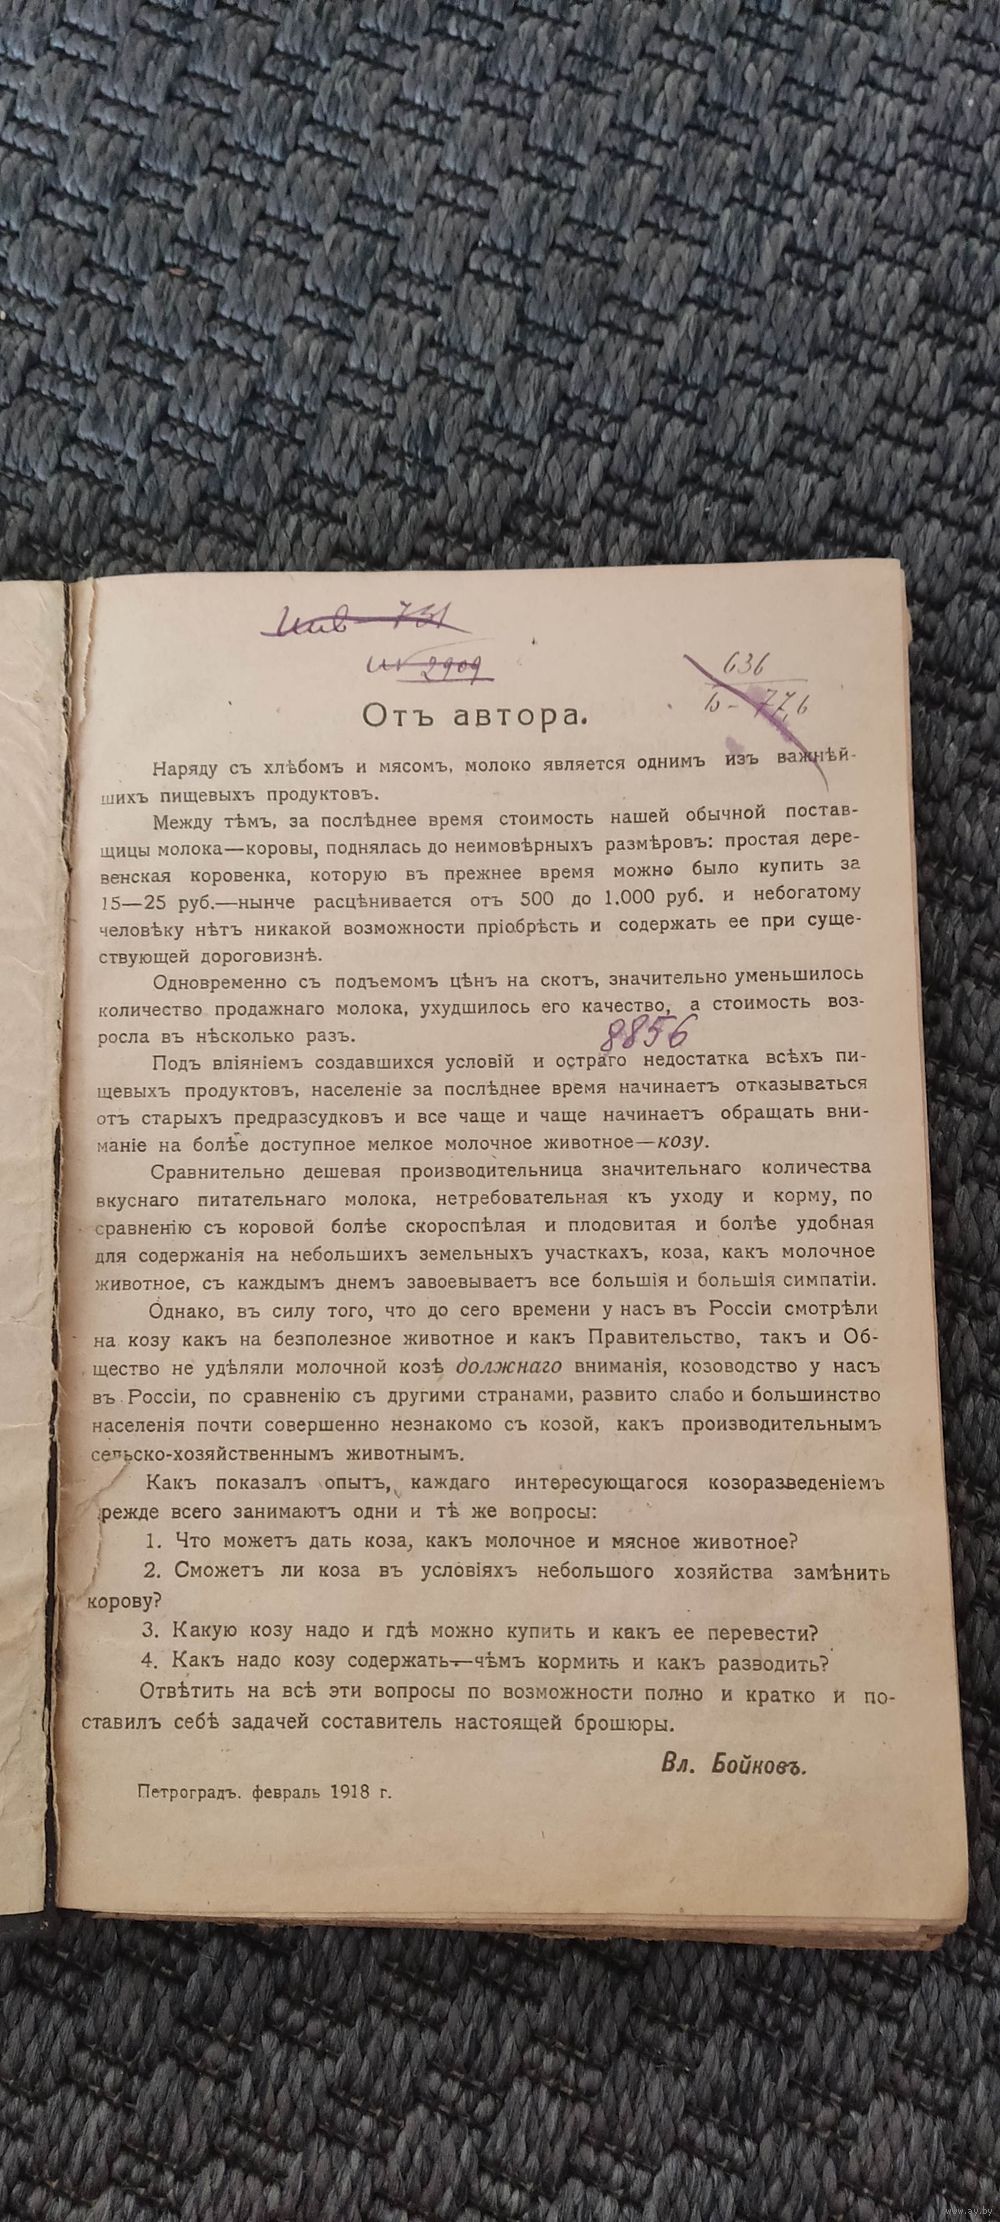 Инв 731
ин 2909
636
Б - 77,6
Отъ автора.
Наряду съ хлѣбомъ и мясомъ, молоко является однимъ изъ важнѣй-
шихъ пищевыхъ продуктовъ.
Между тѣмъ, за послѣднее время стоимость нашей обычной постав-
щицы молока—коровы, поднялась до неимовѣрныхъ размѣровъ: простая дере-
венская коровенка, которую въ прежнее время можно было купить за
15—25 руб.—нынче расцѣнивается отъ 500 до 1.000 руб. и небогатому
человѣку нѣтъ никакой возможности пріобрѣсть и содержать ее при суще-
ствующей дороговизнѣ.
Одновременно съ подъемомъ цѣнъ на скотъ, значительно уменьшилось
количество продажнаго молока, ухудшилось его качество, а стоимость воз-
росла въ нѣсколько разъ.
8856
Подъ вліяніемъ создавшихся условій и остраго недостатка всѣхъ пи-
щевыхъ продуктовъ, населеніе за послѣднее время начинаетъ отказываться
отъ старыхъ предразсудковъ и все чаще и чаще начинаетъ обращать вни-
маніе на болѣе доступное мелкое молочное животное—козу.
Сравнительно дешевая производительница значительнаго количества
вкуснаго питательнаго молока, нетребовательная къ уходу и корму, по
сравненію съ коровой болѣе скороспѣлая и плодовитая и болѣе удобная
для содержанія на небольшихъ земельныхъ участкахъ, коза, какъ молочное
животное, съ каждымъ днемъ завоевываетъ все большія и большія симпатіи.
Однако, въ силу того, что до сего времени у насъ въ Россіи смотрѣли
на козу какъ на безполезное животное и какъ Правительство, такъ и Об-
щество не удѣляли молочной козѣ должнаго вниманія, козоводство у насъ
въ Россіи, по сравненію съ другими странами, развито слабо и большинство
населенія почти совершенно незнакомо съ козой, какъ производительнымъ
сельско-хозяйственнымъ животнымъ.
Какъ показалъ опытъ, каждаго интересующагося козоразведеніемъ
режде всего занимаютъ одни и тѣ же вопросы:
1. Что можетъ дать коза, какъ молочное и мясное животное?
2. Сможетъ ли коза въ условіяхъ небольшого хозяйства замѣнить
корову?
3. Какую козу надо и гдѣ можно купить и какъ ее перевести?
4. Какъ надо козу содержать—чѣмъ кормить и какъ разводить?
Отвѣтить на всѣ эти вопросы по возможности полно и кратко и по-
ставилъ себѣ задачей составитель настоящей брошюры.
Вл. Бойковъ.
Петроградъ. февраль 1918 г.
www.av.by